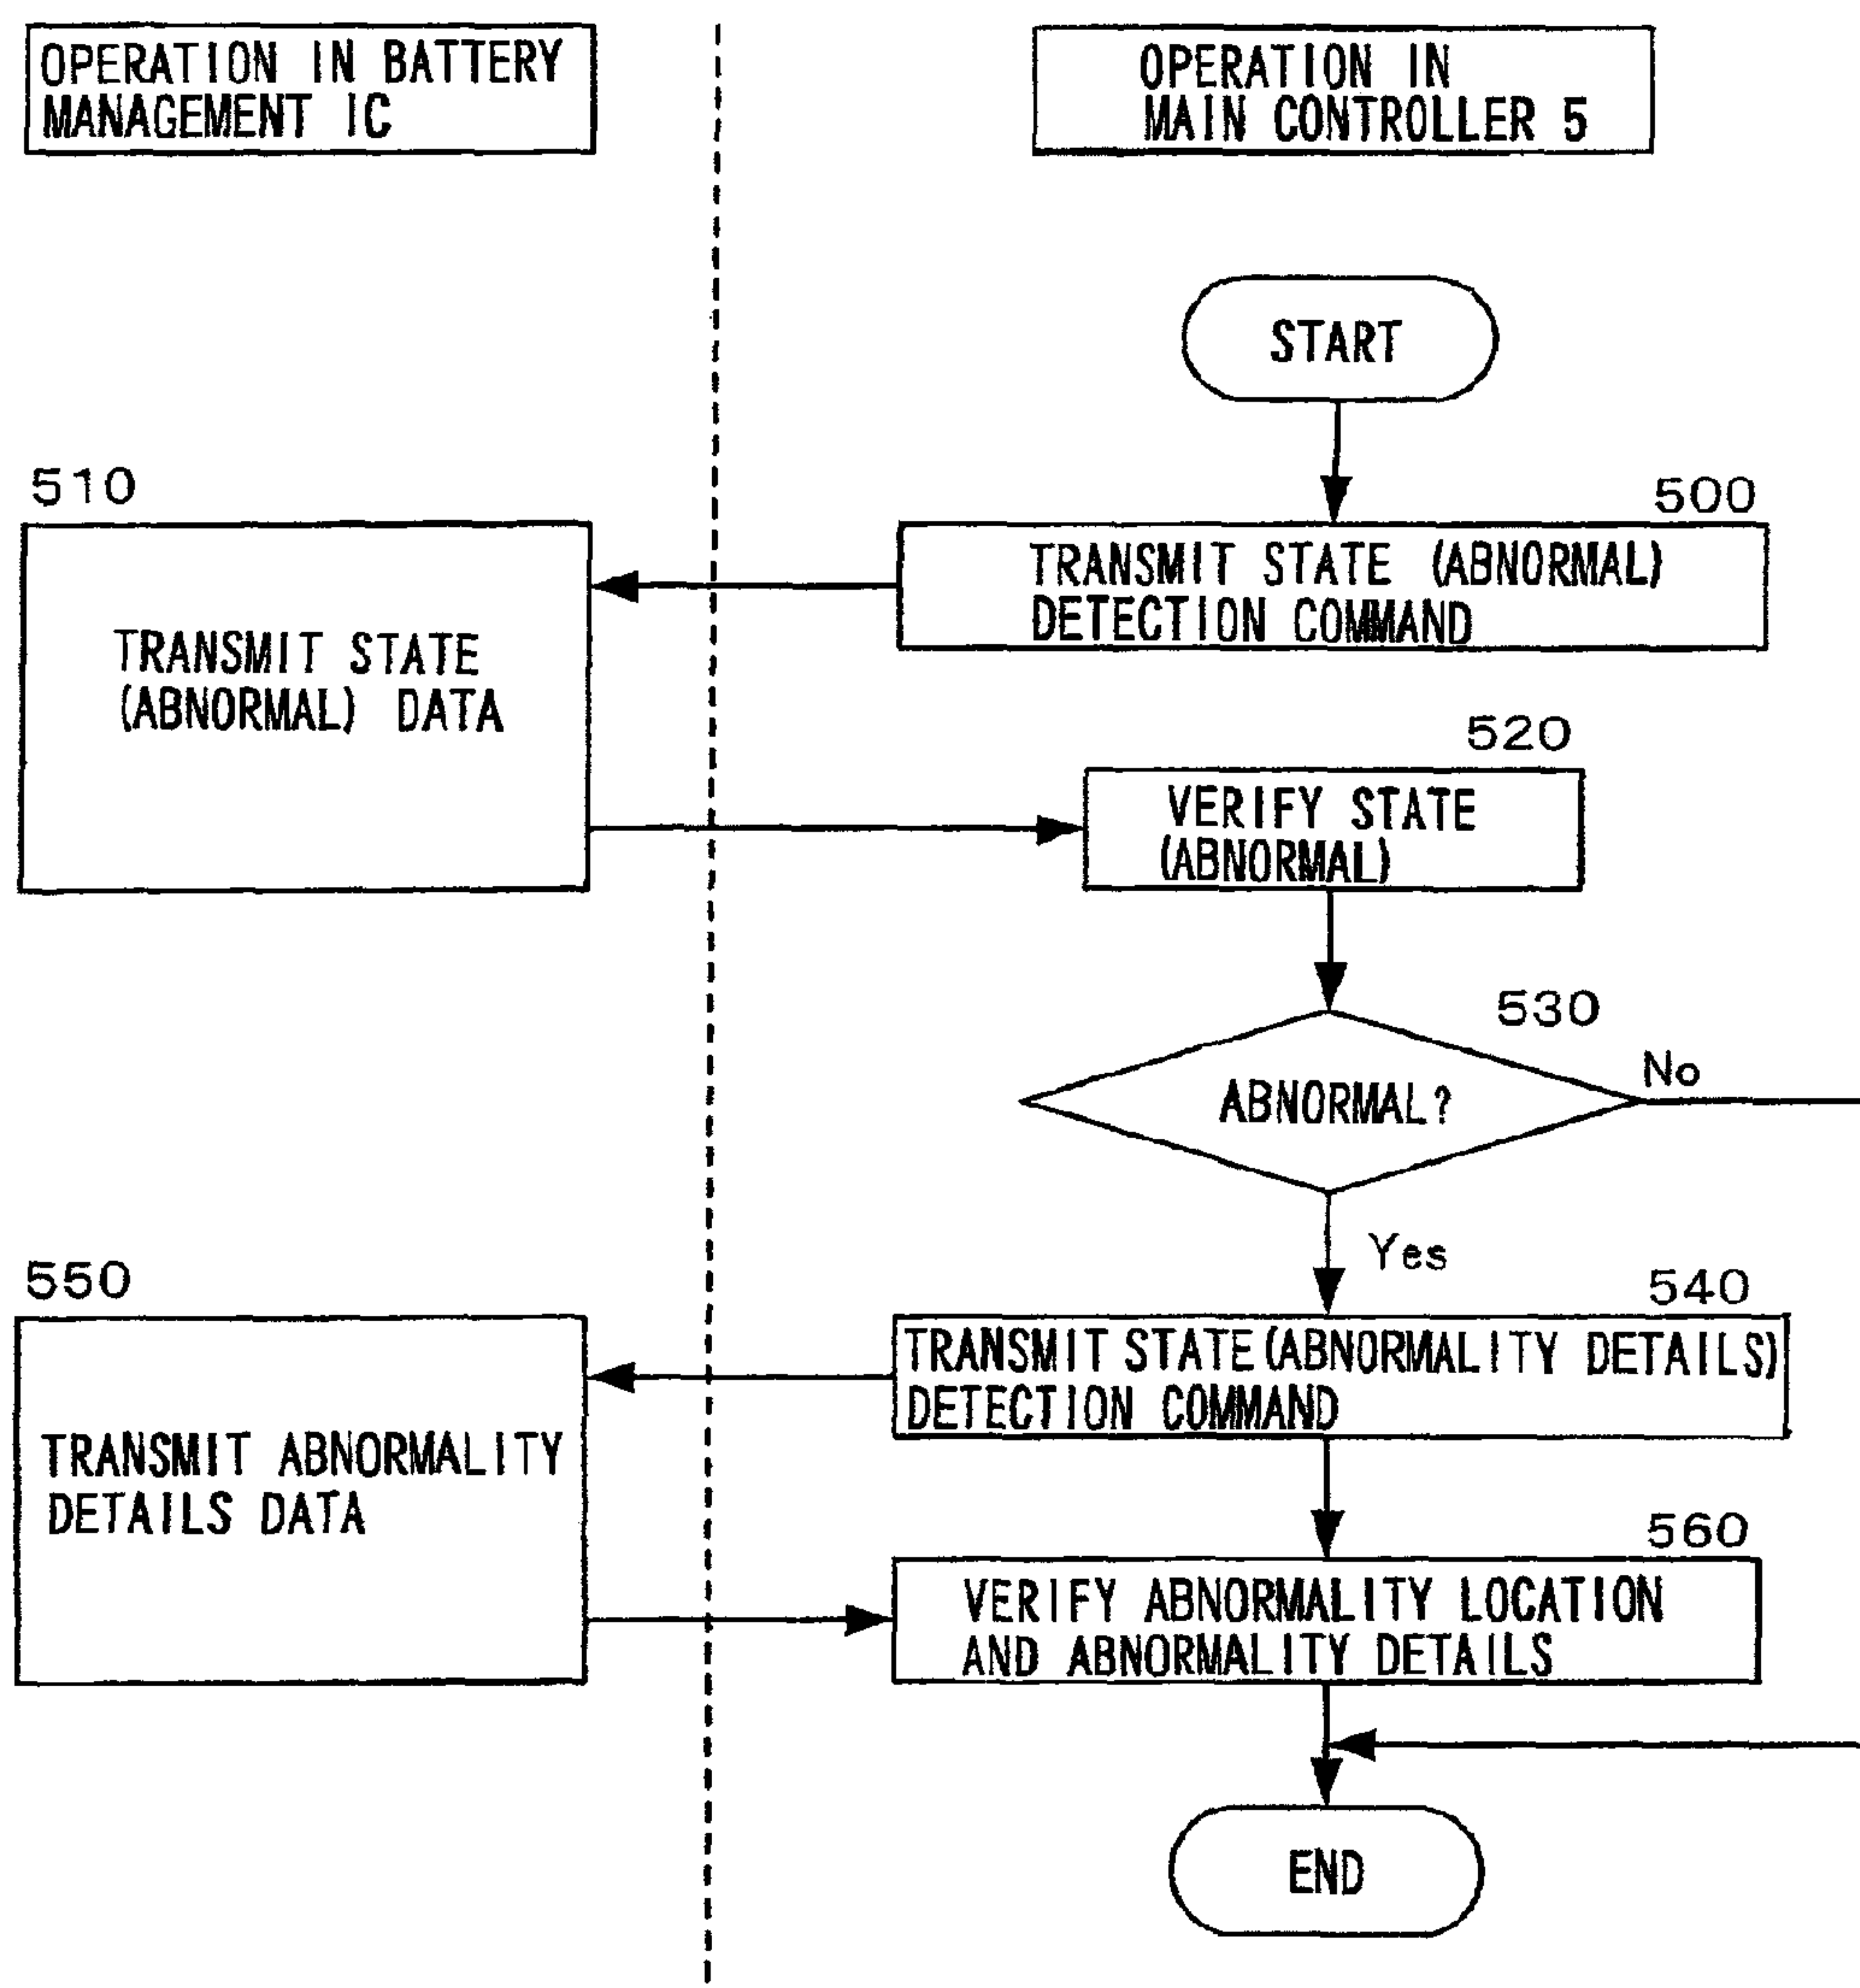 OPERATION IN BATTERY
MANAGEMENT IC
OPERATION IN
MAIN CONTROLLER 5
START
510
500
TRANSMIT STATE (ABNORMAL)
DETECTION COMMAND
TRANSMIT STATE
(ABNORMAL) DATA
520
VERIFY STATE
(ABNORMAL)
530
ABNORMAL?
No
Yes
550
540
TRANSMIT STATE (ABNORMALITY DETAILS)
DETECTION COMMAND
TRANSMIT ABNORMALITY
DETAILS DATA
560
VERIFY ABNORMALITY LOCATION
AND ABNORMALITY DETAILS
END